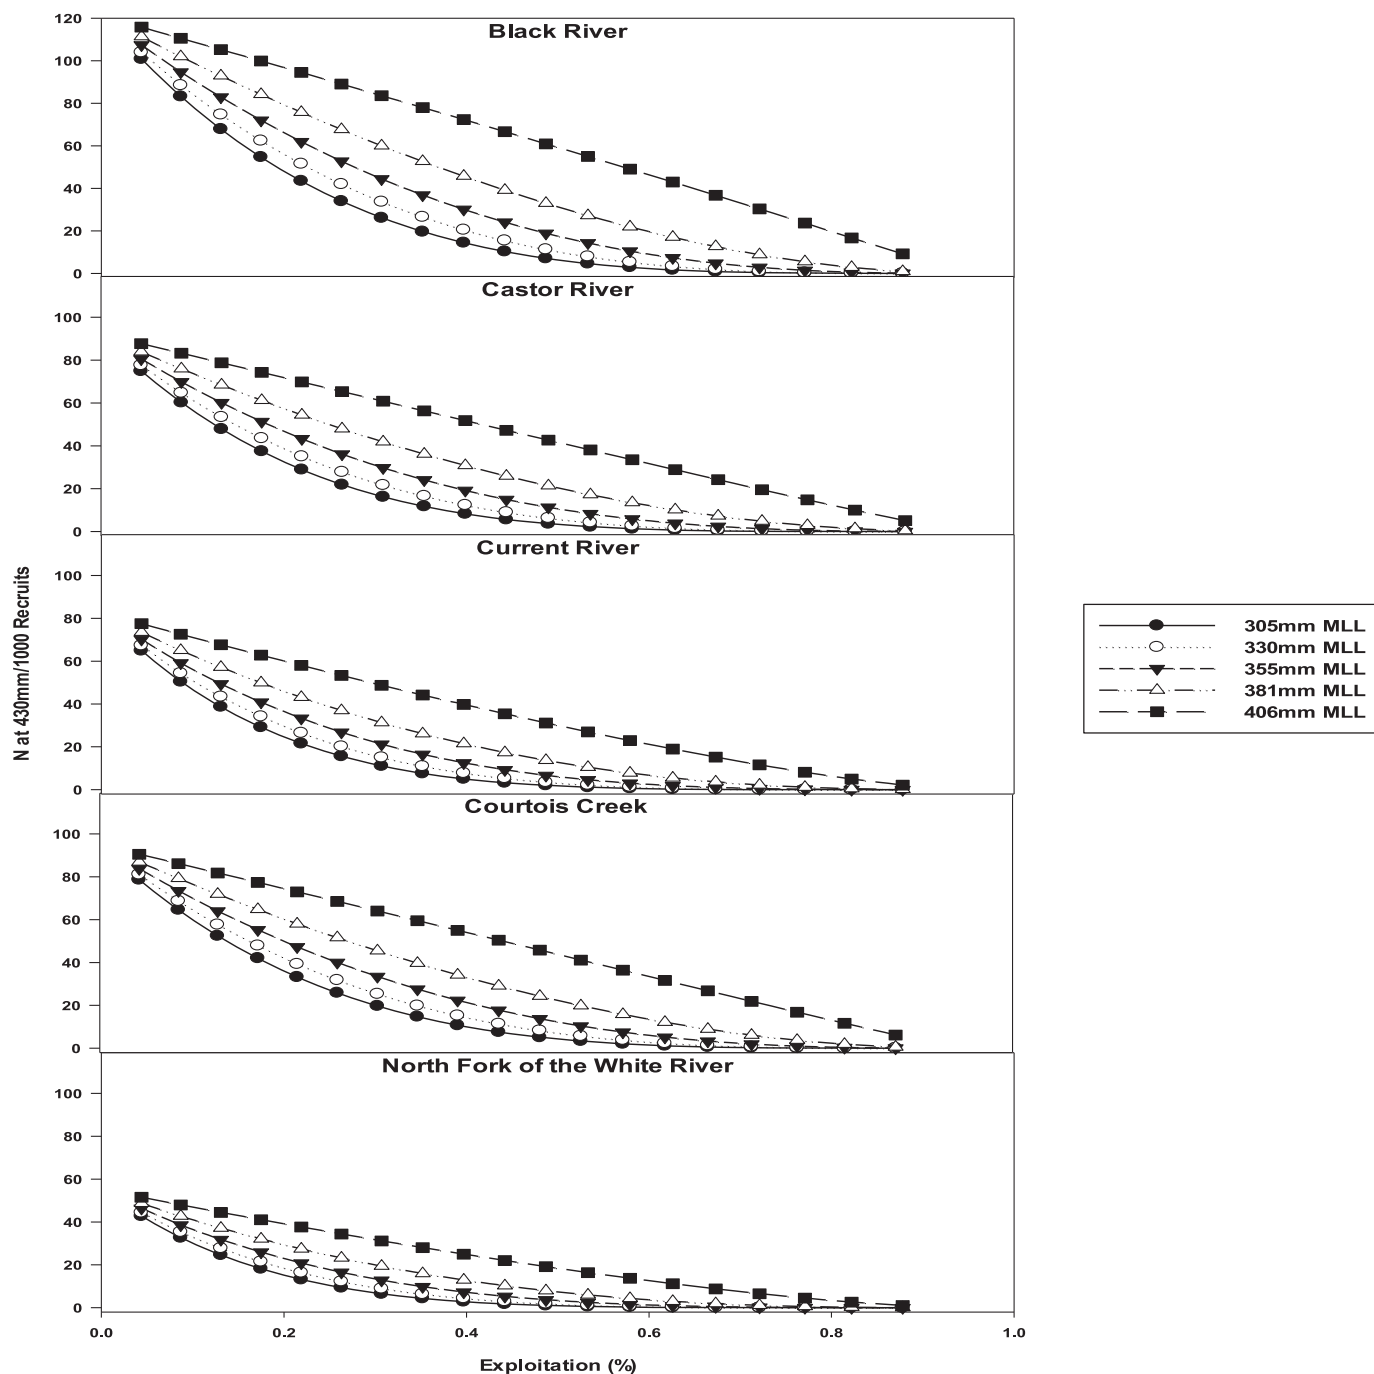 Black River
120
100
80
60
40
20
0
Castor River
100
80
60
40
20
0
Current River
100
80
60
40
20
0
Courtois Creek
100
80
60
40
20
0
North Fork of the White River
100
80
60
40
20
0
0.0 0.2 0.4 0.6 0.8 1.0
Exploitation (%)
N at 430mm/1000 Recruits
305mm MLL
330mm MLL
355mm MLL
381mm MLL
406mm MLL